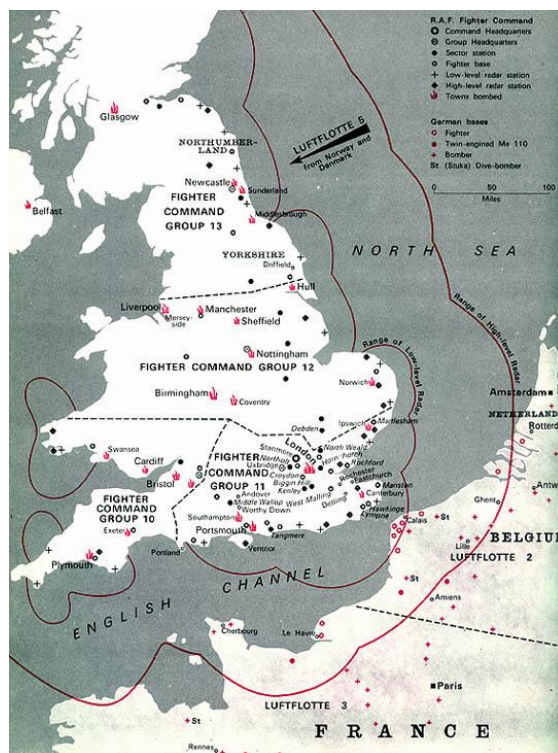 R.A.F. Fighter Command
Command Headquarters
Group Headquarters
Sector station
Fighter base
Low-level radar station
High-level radar station
Towns bombed
German bases
Fighter
Twin-engined Me 110
Bomber
St (Stuka) Dive-bomber
0 50 100
Miles
LUFTFLOTTE 5
from Norway and
Denmark
Glasgow
NORTHUMBER-
LAND
Newcastle
Sunderland
Belfast
FIGHTER
COMMAND
GROUP 13
Middlesbrough
NORTH SEA
YORKSHIRE
Driffield
Hull
Liverpool
Mersey-
side
Manchester
Sheffield
Range of High-level Radar
Range of Low-level Radar
FIGHTER COMMAND GROUP 12
Nottingham
Norwich
Birmingham
Coventry
Amsterdam
NETHERLAND
Rotterd
Debden
Ipswich
Martlesham
Swansea
Cardiff
Bristol
FIGHTER
COMMAND
GROUP 11
London
Stanmore
Northolt
Uxbridge
North Weald
Hornchurch
Rochford
Croydon
Biggin Hill
Kenley
Rochester
Eastchurch
Manston
Canterbury
West Malling
Detling
Hawkinge
Lympne
Andover
Middle Wallop
Worthy Down
FIGHTER
COMMAND
GROUP 10
Exeter
Southampton
Portsmouth
Tangmere
Portland
Ventnor
Plymouth
Ghent
Antw
Calais
St
BELGIUM
Lille
LUFTFLOTTE 2
ENGLISH CHANNEL
St
Amiens
Cherbourg
Le Havre
Paris
LUFTFLOTTE 3
St
FRANCE
Rennes